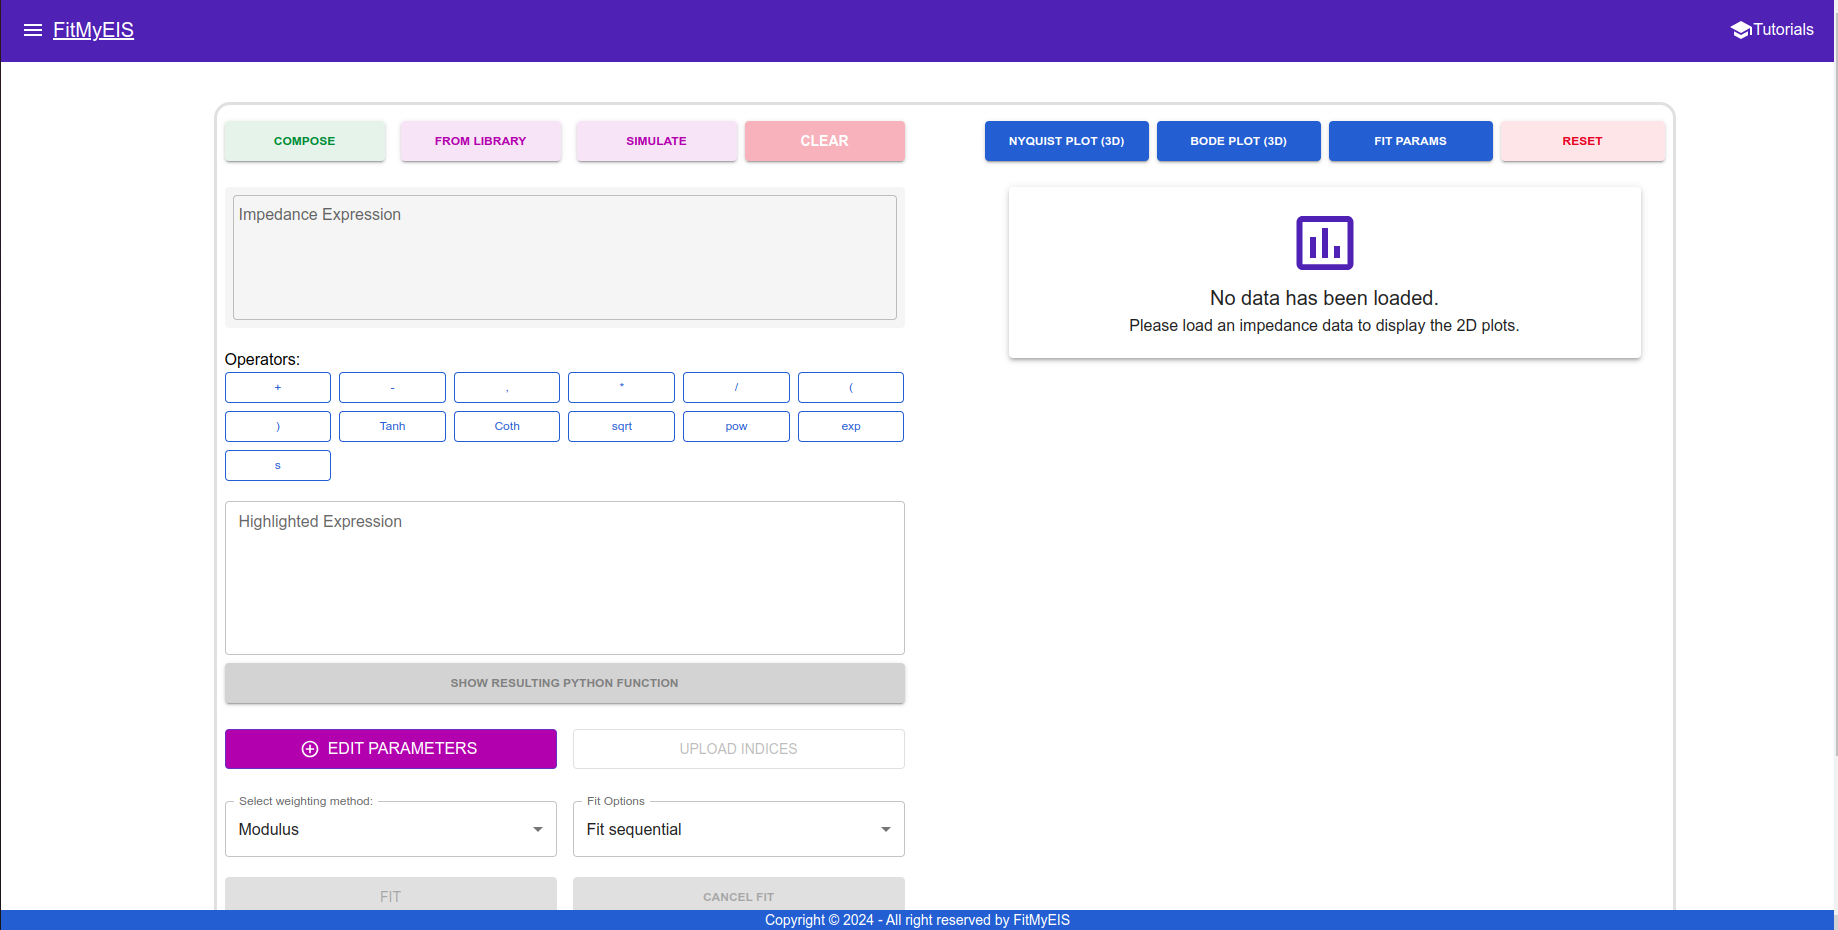 FitMyEIS
Tutorials
COMPOSE
FROM LIBRARY
SIMULATE
CLEAR
NYQUIST PLOT (3D)
BODE PLOT (3D)
FIT PARAMS
RESET
Impedance Expression
No data has been loaded.
Please load an impedance data to display the 2D plots.
Operators:
+
-
,
*
/
(
)
Tanh
Coth
sqrt
pow
exp
s
Highlighted Expression
SHOW RESULTING PYTHON FUNCTION
EDIT PARAMETERS
UPLOAD INDICES
Select weighting method:
Modulus
Fit Options
Fit sequential
FIT
CANCEL FIT
Copyright © 2024 - All right reserved by FitMyEIS